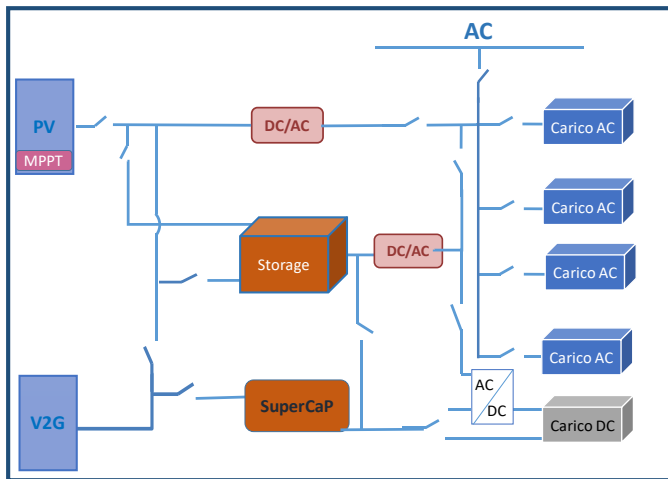 AC
PV
MPPT
DC/AC
Carico AC
Carico AC
Storage
DC/AC
Carico AC
Carico AC
AC
DC
V2G
SuperCaP
Carico DC